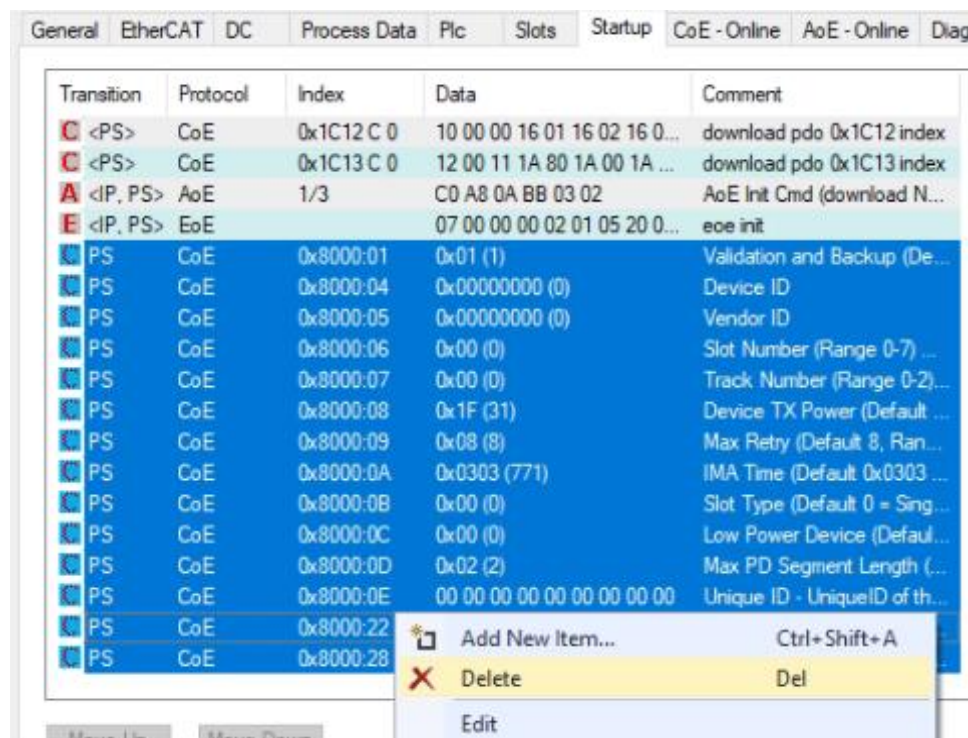 General EtherCAT DC Process Data Plc Slots Startup CoE - Online AoE - Online Diag
Transition Protocol Index Data Comment
C <PS> CoE 0x1C12 C 0 10 00 00 16 01 16 02 16 0... download pdo 0x1C12 index
C <PS> CoE 0x1C13 C 0 12 00 11 1A 80 1A 00 1A ... download pdo 0x1C13 index
A <IP, PS> AoE 1/3 C0 A8 0A BB 03 02 AoE Init Cmd (download N...
E <IP, PS> EoE 07 00 00 00 02 01 05 20 0... eoe init
C PS CoE 0x8000:01 0x01 (1) Validation and Backup (De...
C PS CoE 0x8000:04 0x00000000 (0) Device ID
C PS CoE 0x8000:05 0x00000000 (0) Vendor ID
C PS CoE 0x8000:06 0x00 (0) Slot Number (Range 0-7) ...
C PS CoE 0x8000:07 0x00 (0) Track Number (Range 0-2)...
C PS CoE 0x8000:08 0x1F (31) Device TX Power (Default ...
C PS CoE 0x8000:09 0x08 (8) Max Retry (Default 8, Ran...
C PS CoE 0x8000:0A 0x0303 (771) IMA Time (Default 0x0303 ...
C PS CoE 0x8000:0B 0x00 (0) Slot Type (Default 0 = Sing...
C PS CoE 0x8000:0C 0x00 (0) Low Power Device (Defaul...
C PS CoE 0x8000:0D 0x02 (2) Max PD Segment Length (...
C PS CoE 0x8000:0E 00 00 00 00 00 00 00 00 00 Unique ID - UniqueID of th...
C PS CoE 0x8000:22
C PS CoE 0x8000:28
Add New Item... Ctrl+Shift+A
Delete Del
Edit
Move Up Move Down